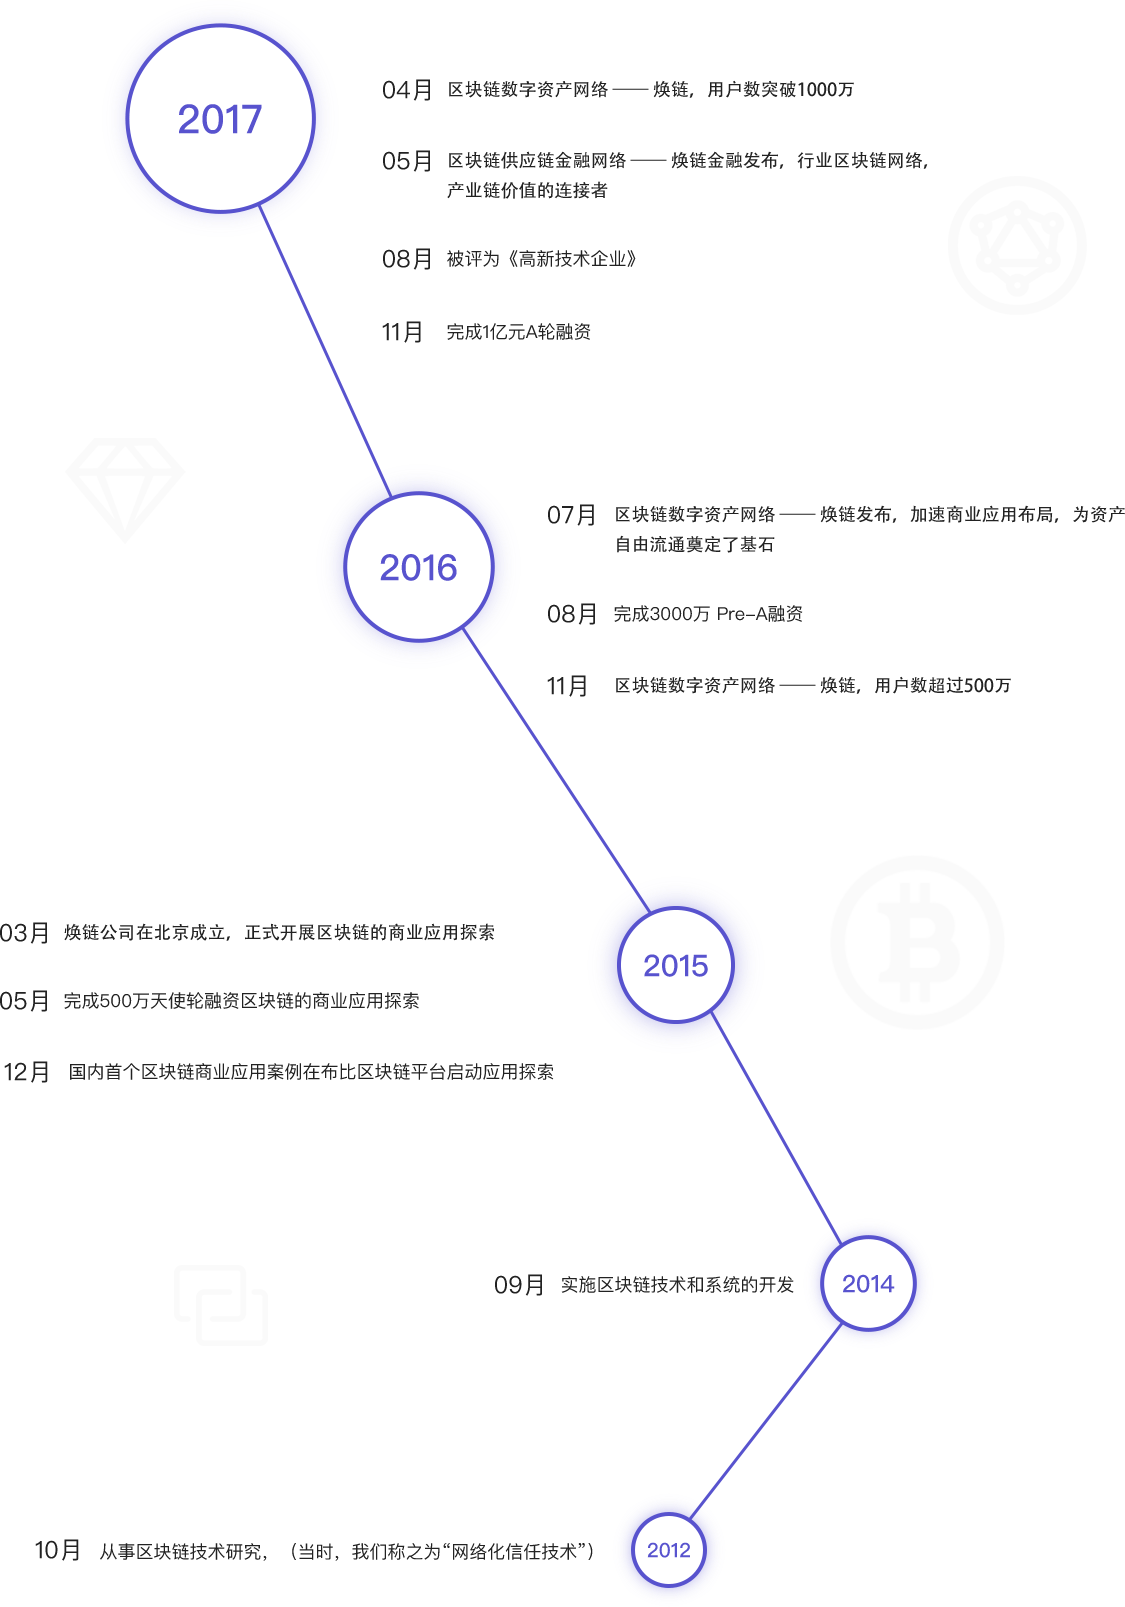 2017
04月 区块链数字资产网络 —— 焕链，用户数突破1000万
05月 区块链供应链金融网络 —— 焕链金融发布，行业区块链网络，
产业链价值的连接者
08月 被评为《高新技术企业》
11月 完成1亿元A轮融资
2016
07月 区块链数字资产网络 —— 焕链发布，加速商业应用布局，为资产
自由流通奠定了基石
08月 完成3000万 Pre–A融资
11月 区块链数字资产网络 —— 焕链，用户数超过500万
2015
03月 焕链公司在北京成立，正式开展区块链的商业应用探索
05月 完成500万天使轮融资区块链的商业应用探索
12月 国内首个区块链商业应用案例在布比区块链平台启动应用探索
2014
09月 实施区块链技术和系统的开发
2012
10月 从事区块链技术研究，（当时，我们称之为“网络化信任技术”）